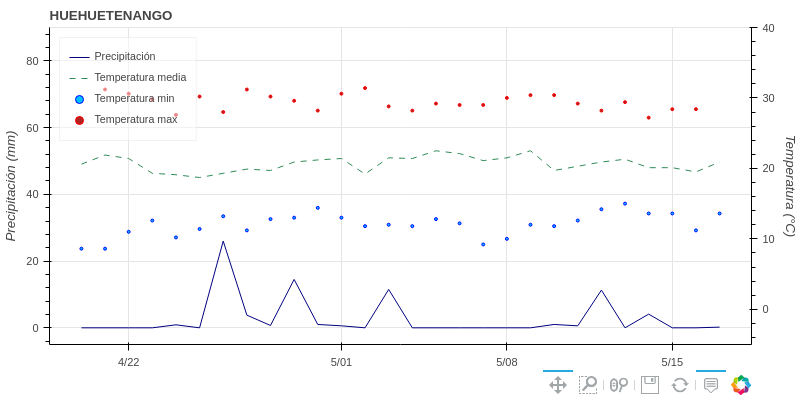 HUEHUETENANGO
Precipitación
Temperatura media
Temperatura min
Temperatura max
Precipitación (mm)
80
60
40
20
0
40
30
20
10
0
Temperatura (°C)
4/22
5/01
5/08
5/15